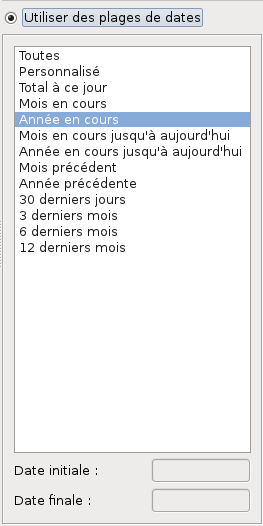 Utiliser des plages de dates
Toutes
Personnalisé
Total à ce jour
Mois en cours
Année en cours
Mois en cours jusqu'à aujourd'hui
Année en cours jusqu'à aujourd'hui
Mois précédent
Année précédente
30 derniers jours
3 derniers mois
6 derniers mois
12 derniers mois
Date initiale :
Date finale :